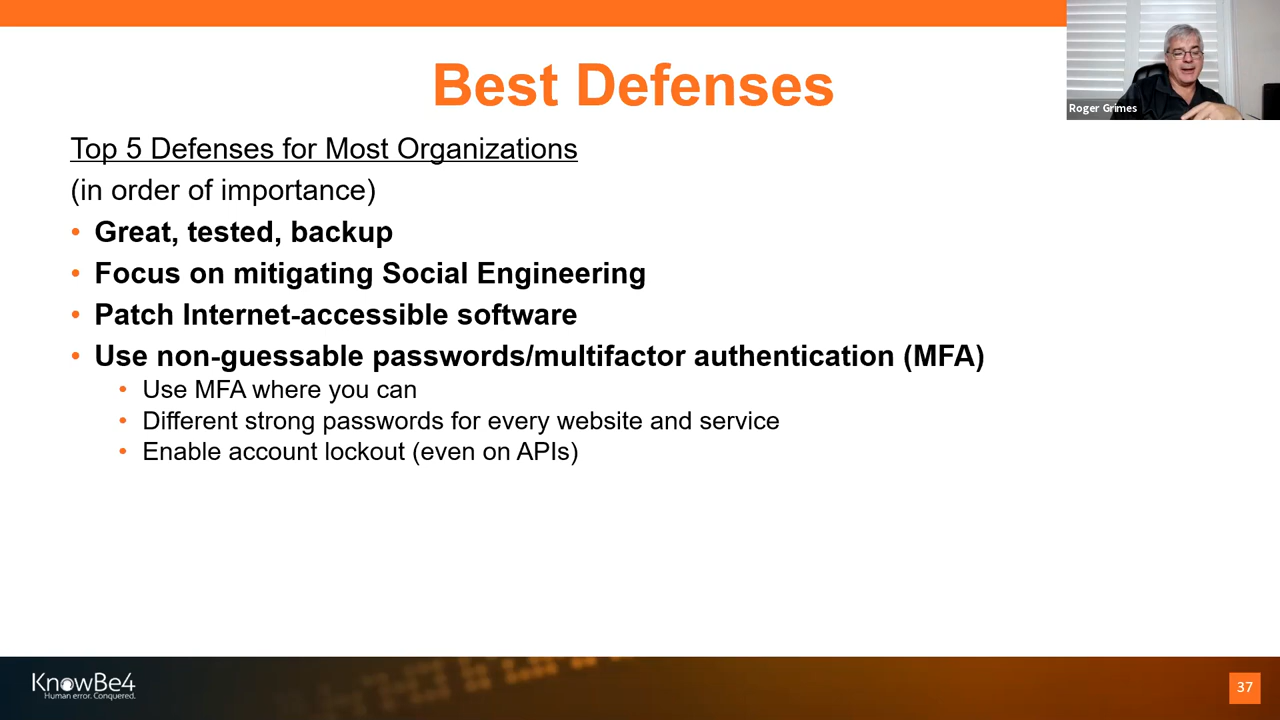 Best Defenses
Roger Grimes
Top 5 Defenses for Most Organizations
(in order of importance)
• Great, tested, backup
• Focus on mitigating Social Engineering
• Patch Internet-accessible software
• Use non-guessable passwords/multifactor authentication (MFA)
• Use MFA where you can
• Different strong passwords for every website and service
• Enable account lockout (even on APIs)
KnowBe4
Human error. Conquered.
37